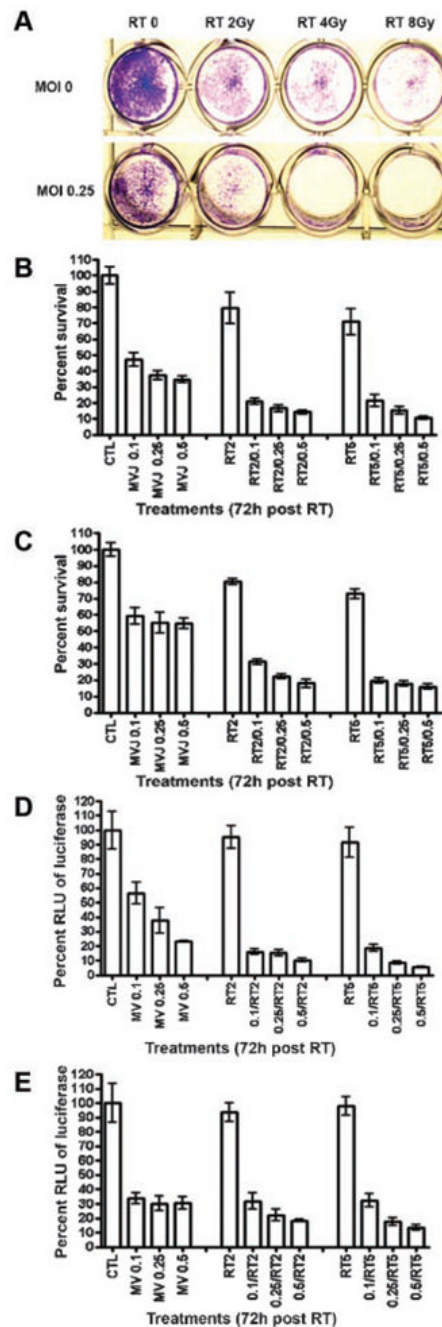 A
RT 0 RT 2Gy RT 4Gy RT 8Gy
MOI 0
MOI 0.25
B
Percent survival
110
100
90
80
70
60
50
40
30
20
10
0
CTL MVJ 0.1 MVJ 0.25 MVJ 0.5 RT2 RT2/0.1 RT2/0.25 RT2/0.5 RT5 RT5/0.1 RT5/0.25 RT5/0.5
Treatments (72h post RT)
C
Percent survival
110
100
90
80
70
60
50
40
30
20
10
0
CTL MVJ 0.1 MVJ 0.25 MVJ 0.5 RT2 RT2/0.1 RT2/0.25 RT2/0.5 RT5 RT5/0.1 RT5/0.25 RT5/0.5
Treatments (72h post RT)
D
Percent RLU of luciferase
120
110
100
90
80
70
60
50
40
30
20
10
0
CTL MV 0.1 MV 0.25 MV 0.5 RT2 0.1/RT2 0.25/RT2 0.5/RT2 RT5 0.1/RT5 0.25/RT5 0.5/RT5
Treatments (72h post RT)
E
Percent RLU of luciferase
120
110
100
90
80
70
60
50
40
30
20
10
0
CTL MV 0.1 MV 0.25 MV 0.5 RT2 0.1/RT2 0.25/RT2 0.5/RT2 RT5 0.1/RT5 0.25/RT5 0.5/RT5
Treatments (72h post RT)